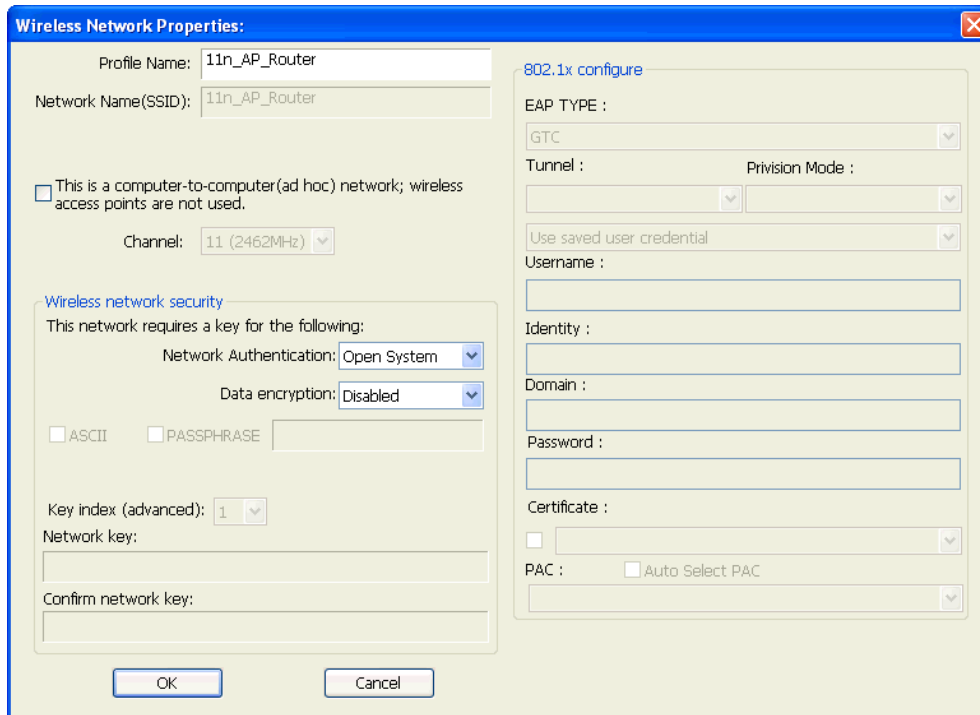 Wireless Network Properties:
Profile Name: 11n_AP_Router
Network Name(SSID): 11n_AP_Router
This is a computer-to-computer(ad hoc) network; wireless
access points are not used.
Channel: 11 (2462MHz)
Wireless network security
This network requires a key for the following:
Network Authentication: Open System
Data encryption: Disabled
ASCII PASSPHRASE
Key index (advanced): 1
Network key:
Confirm network key:
OK Cancel
802.1x configure
EAP TYPE :
GTC
Tunnel : Privision Mode :
Use saved user credential
Username :
Identity :
Domain :
Password :
Certificate :
PAC : Auto Select PAC